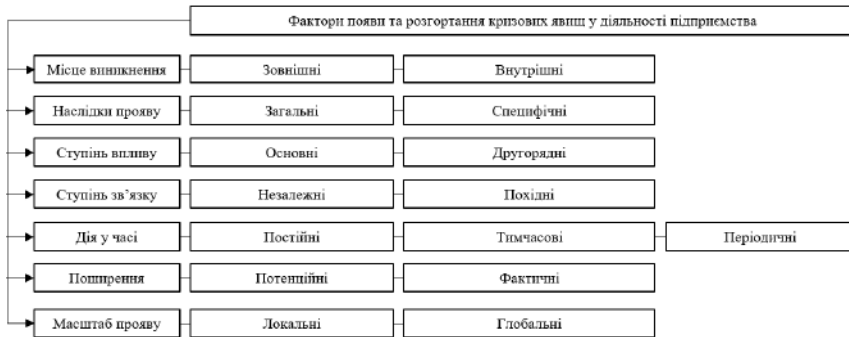 Фактори появи та розгортання кризових явищ у діяльності підприємства
Місце виникнення Зовнішні Внутрішні
Наслідки прояву Загальні Специфічні
Ступінь впливу Основні Другорядні
Ступінь зв’язку Незалежні Похідні
Дія у часі Постійні Тимчасові Періодичні
Поширення Потенційні Фактичні
Масштаб прояву Локальні Глобальні